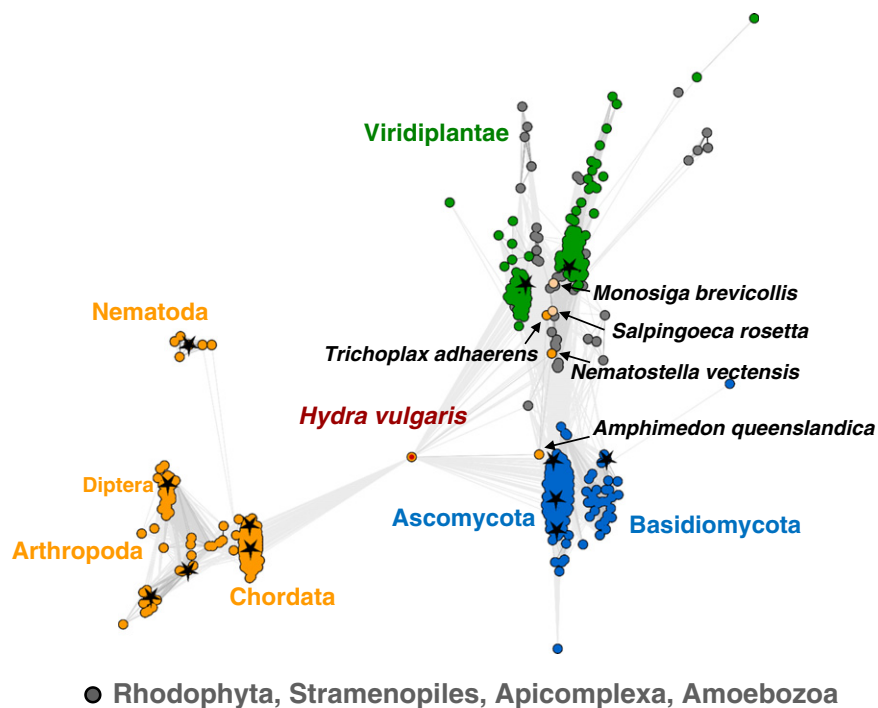 Viridiplantae
Monosiga brevicollis
Nematoda
Salpingoeca rosetta
Trichoplax adhaerens
Nematostella vectensis
Hydra vulgaris
Amphimedon queenslandica
Diptera
Ascomycota
Basidiomycota
Arthropoda
Chordata
Rhodophyta, Stramenopiles, Apicomplexa, Amoebozoa